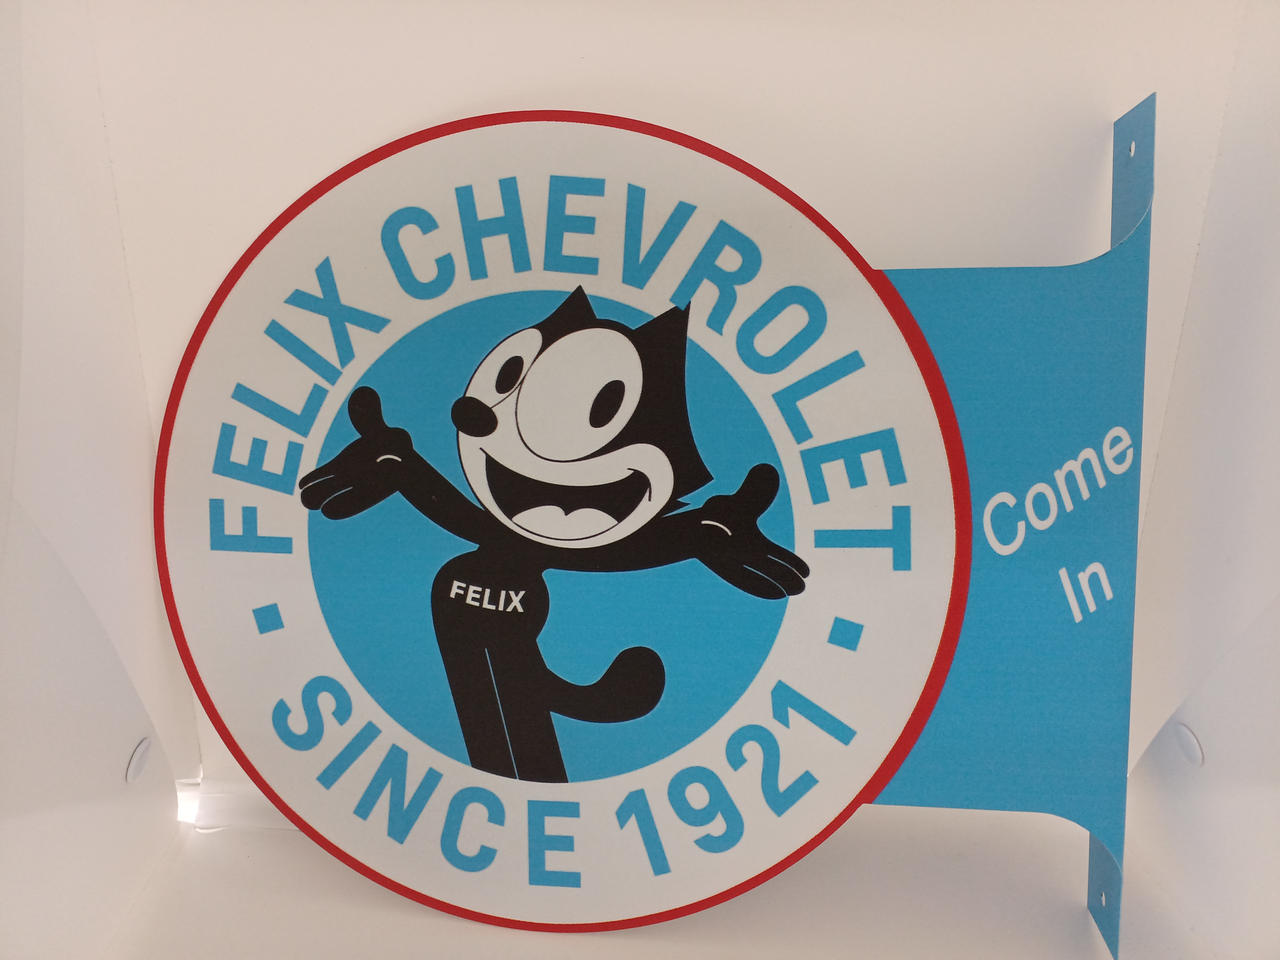 FELIX CHEVROLET
FELIX
SINCE 1921
Come
In